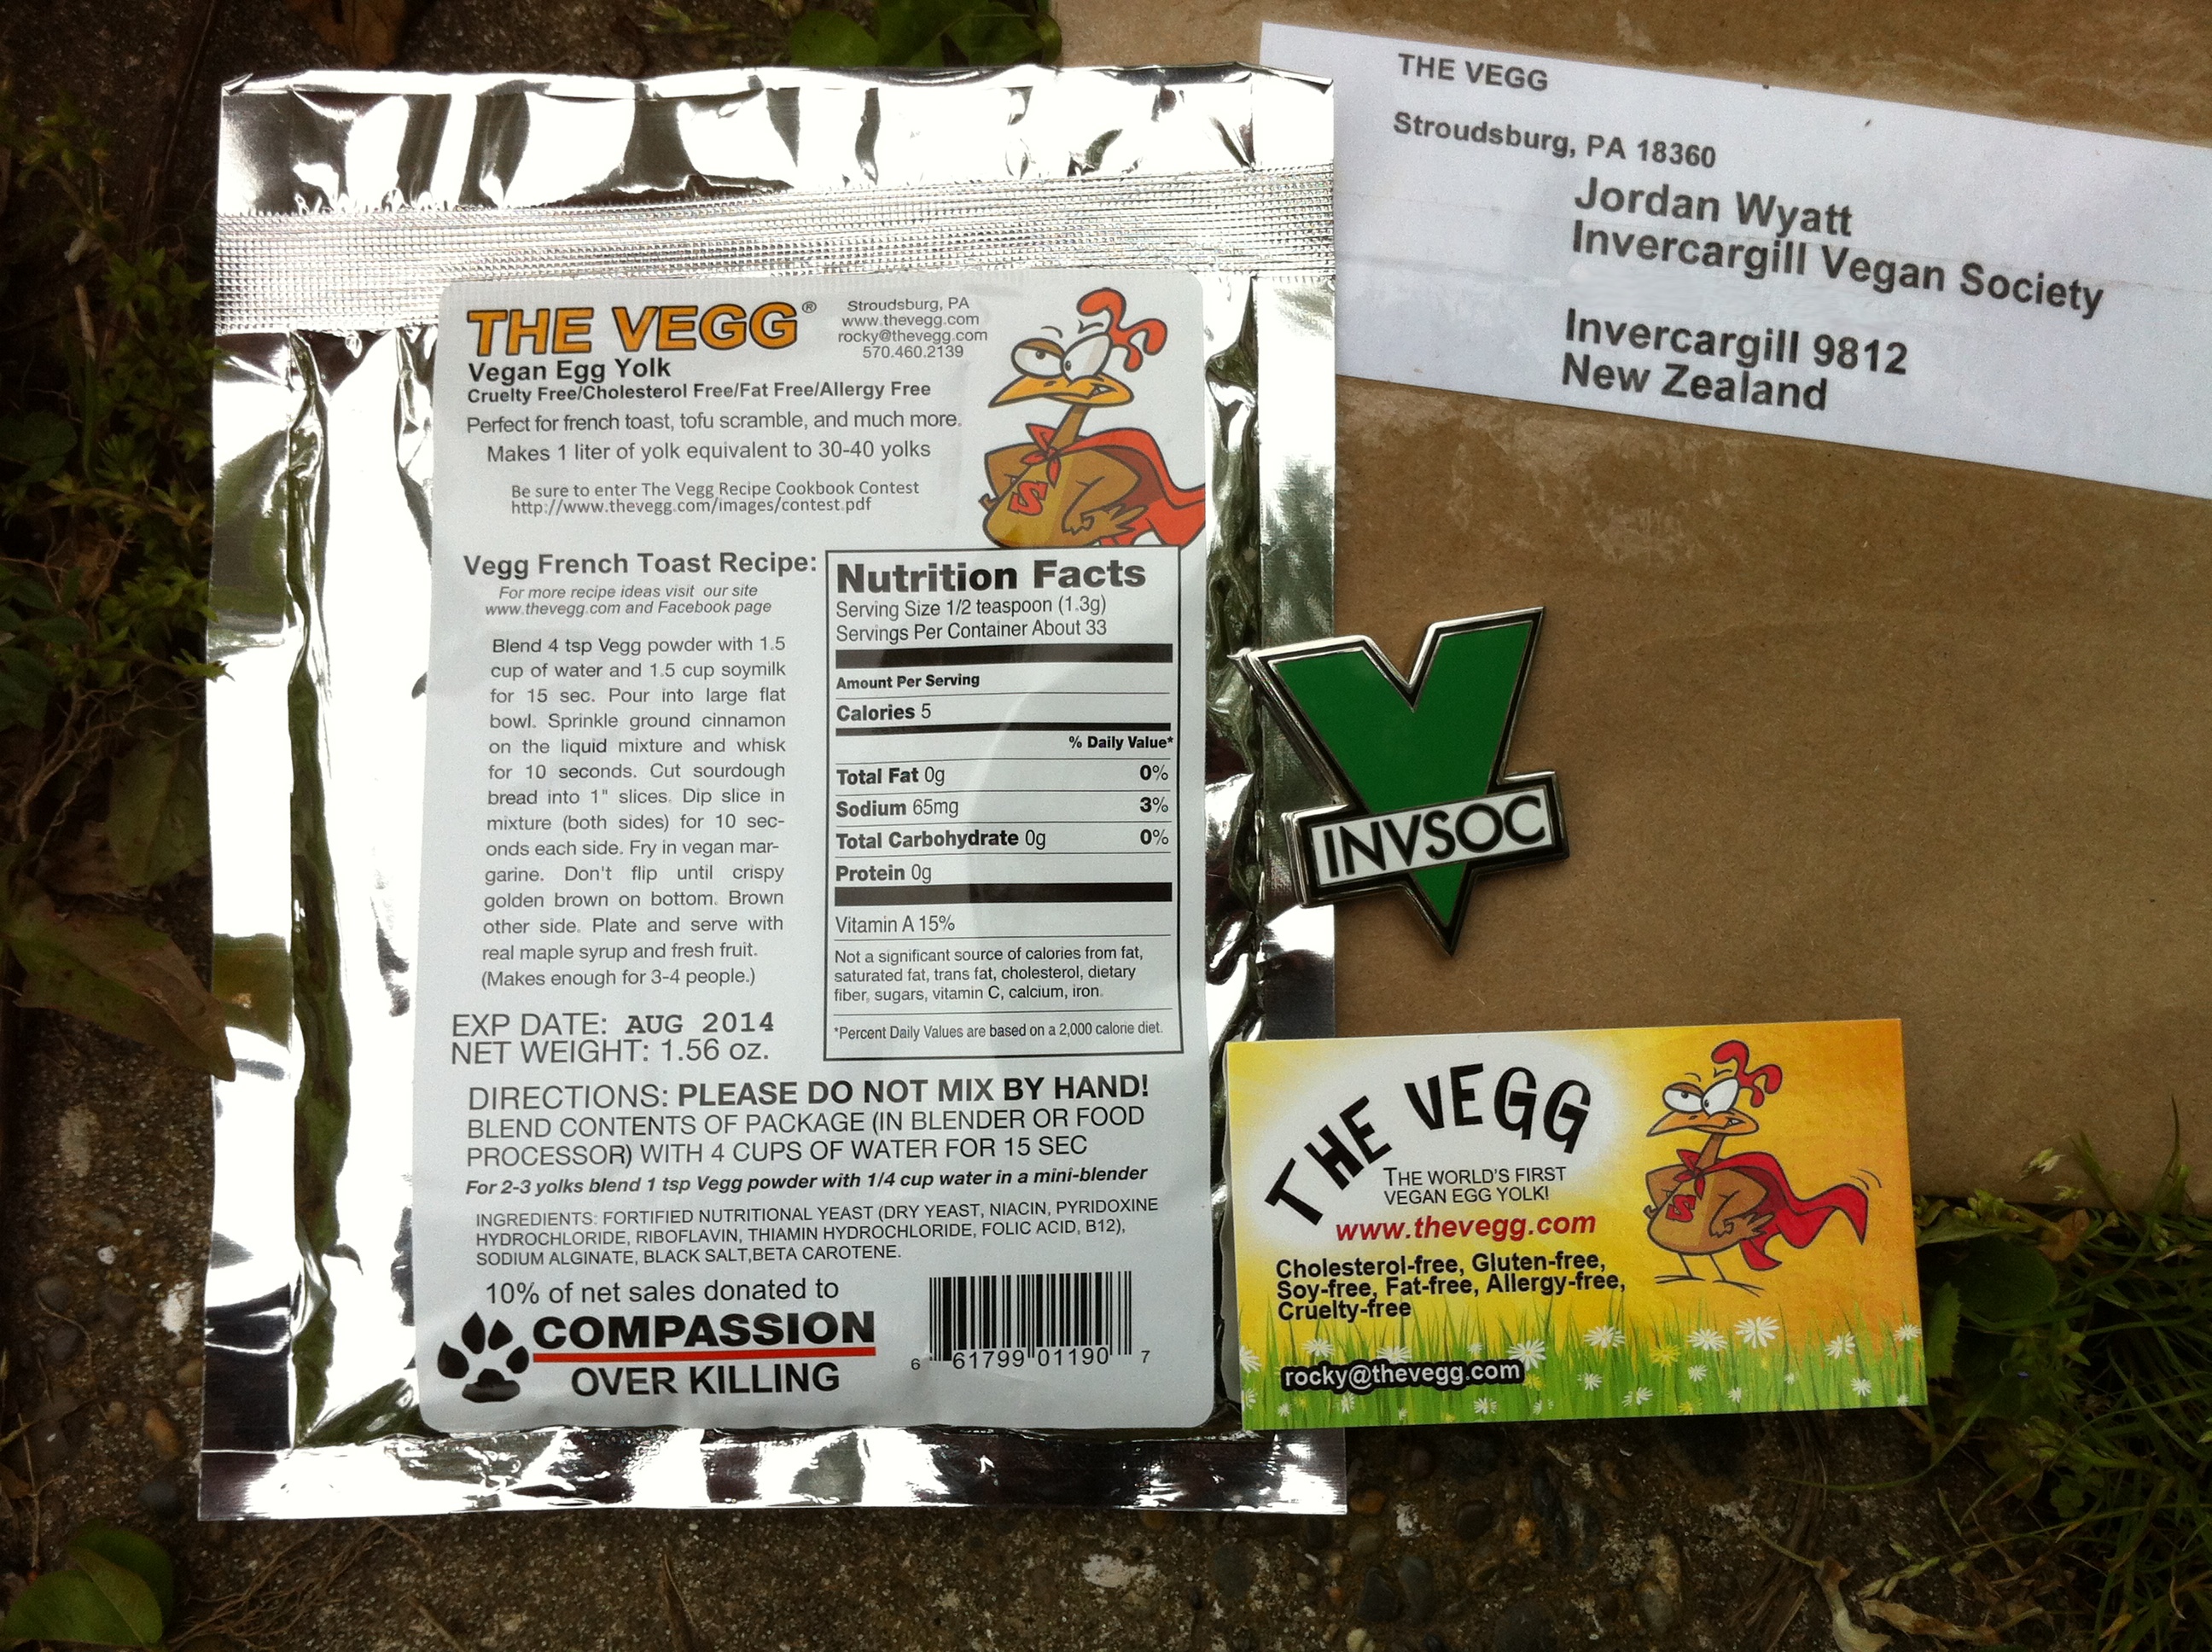 THE VEGG®
Stroudsburg, PA
www.thevegg.com
rocky@thevegg.com
570.460.2139
Vegan Egg Yolk
Cruelty Free/Cholesterol Free/Fat Free/Allergy Free
Perfect for french toast, tofu scramble, and much more.
Makes 1 liter of yolk equivalent to 30-40 yolks
Be sure to enter The Vegg Recipe Cookbook Contest
http://www.thevegg.com/images/contest.pdf
S
Vegg French Toast Recipe:
For more recipe ideas visit our site
www.thevegg.com and Facebook page
Blend 4 tsp Vegg powder with 1.5
cup of water and 1.5 cup soymilk
for 15 sec. Pour into large flat
bowl. Sprinkle ground cinnamon
on the liquid mixture and whisk
for 10 seconds. Cut sourdough
bread into 1" slices. Dip slice in
mixture (both sides) for 10 sec-
onds each side. Fry in vegan mar-
garine. Don't flip until crispy
golden brown on bottom. Brown
other side. Plate and serve with
real maple syrup and fresh fruit.
(Makes enough for 3-4 people.)
Nutrition Facts
Serving Size 1/2 teaspoon (1.3g)
Servings Per Container About 33
Amount Per Serving
Calories 5
% Daily Value*
Total Fat 0g 0%
Sodium 65mg 3%
Total Carbohydrate 0g 0%
Protein 0g
Vitamin A 15%
Not a significant source of calories from fat,
saturated fat, trans fat, cholesterol, dietary
fiber, sugars, vitamin C, calcium, iron.
*Percent Daily Values are based on a 2,000 calorie diet.
EXP DATE: AUG 2014
NET WEIGHT: 1.56 oz.
DIRECTIONS: PLEASE DO NOT MIX BY HAND!
BLEND CONTENTS OF PACKAGE (IN BLENDER OR FOOD
PROCESSOR) WITH 4 CUPS OF WATER FOR 15 SEC
For 2-3 yolks blend 1 tsp Vegg powder with 1/4 cup water in a mini-blender
INGREDIENTS: FORTIFIED NUTRITIONAL YEAST (DRY YEAST, NIACIN, PYRIDOXINE
HYDROCHLORIDE, RIBOFLAVIN, THIAMIN HYDROCHLORIDE, FOLIC ACID, B12),
SODIUM ALGINATE, BLACK SALT,BETA CAROTENE.
10% of net sales donated to
COMPASSION
OVER KILLING
6 61799 01190 7
THE VEGG
Stroudsburg, PA 18360
Jordan Wyatt
Invercargill Vegan Society
Invercargill 9812
New Zealand
INVSOC
THE VEGG
THE WORLD'S FIRST
VEGAN EGG YOLK!
www.thevegg.com
Cholesterol-free, Gluten-free,
Soy-free, Fat-free, Allergy-free,
Cruelty-free
rocky@thevegg.com
S